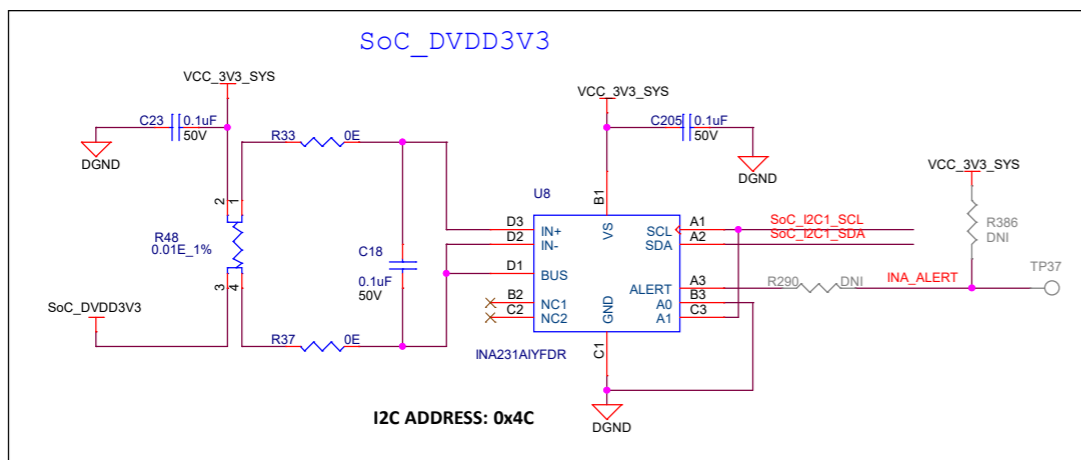 SoC_DVDD3V3
VCC_3V3_SYS
VCC_3V3_SYS
C23
0.1uF
50V
C205
0.1uF
50V
R33
0E
DGND
DGND
VCC_3V3_SYS
U8
B1
2
1
D3
IN+
VS
SCL
A1
SoC_I2C1_SCL
R386
DNI
R48
0.01E_1%
D2
IN-
SDA
A2
SoC_I2C1_SDA
C18
0.1uF
50V
D1
BUS
TP37
3
4
ALERT
A3
R290
DNI
INA_ALERT
B2
NC1
A0
B3
SoC_DVDD3V3
C2
NC2
GND
A1
C3
R37
0E
C1
INA231AIYFDR
I2C ADDRESS: 0x4C
DGND